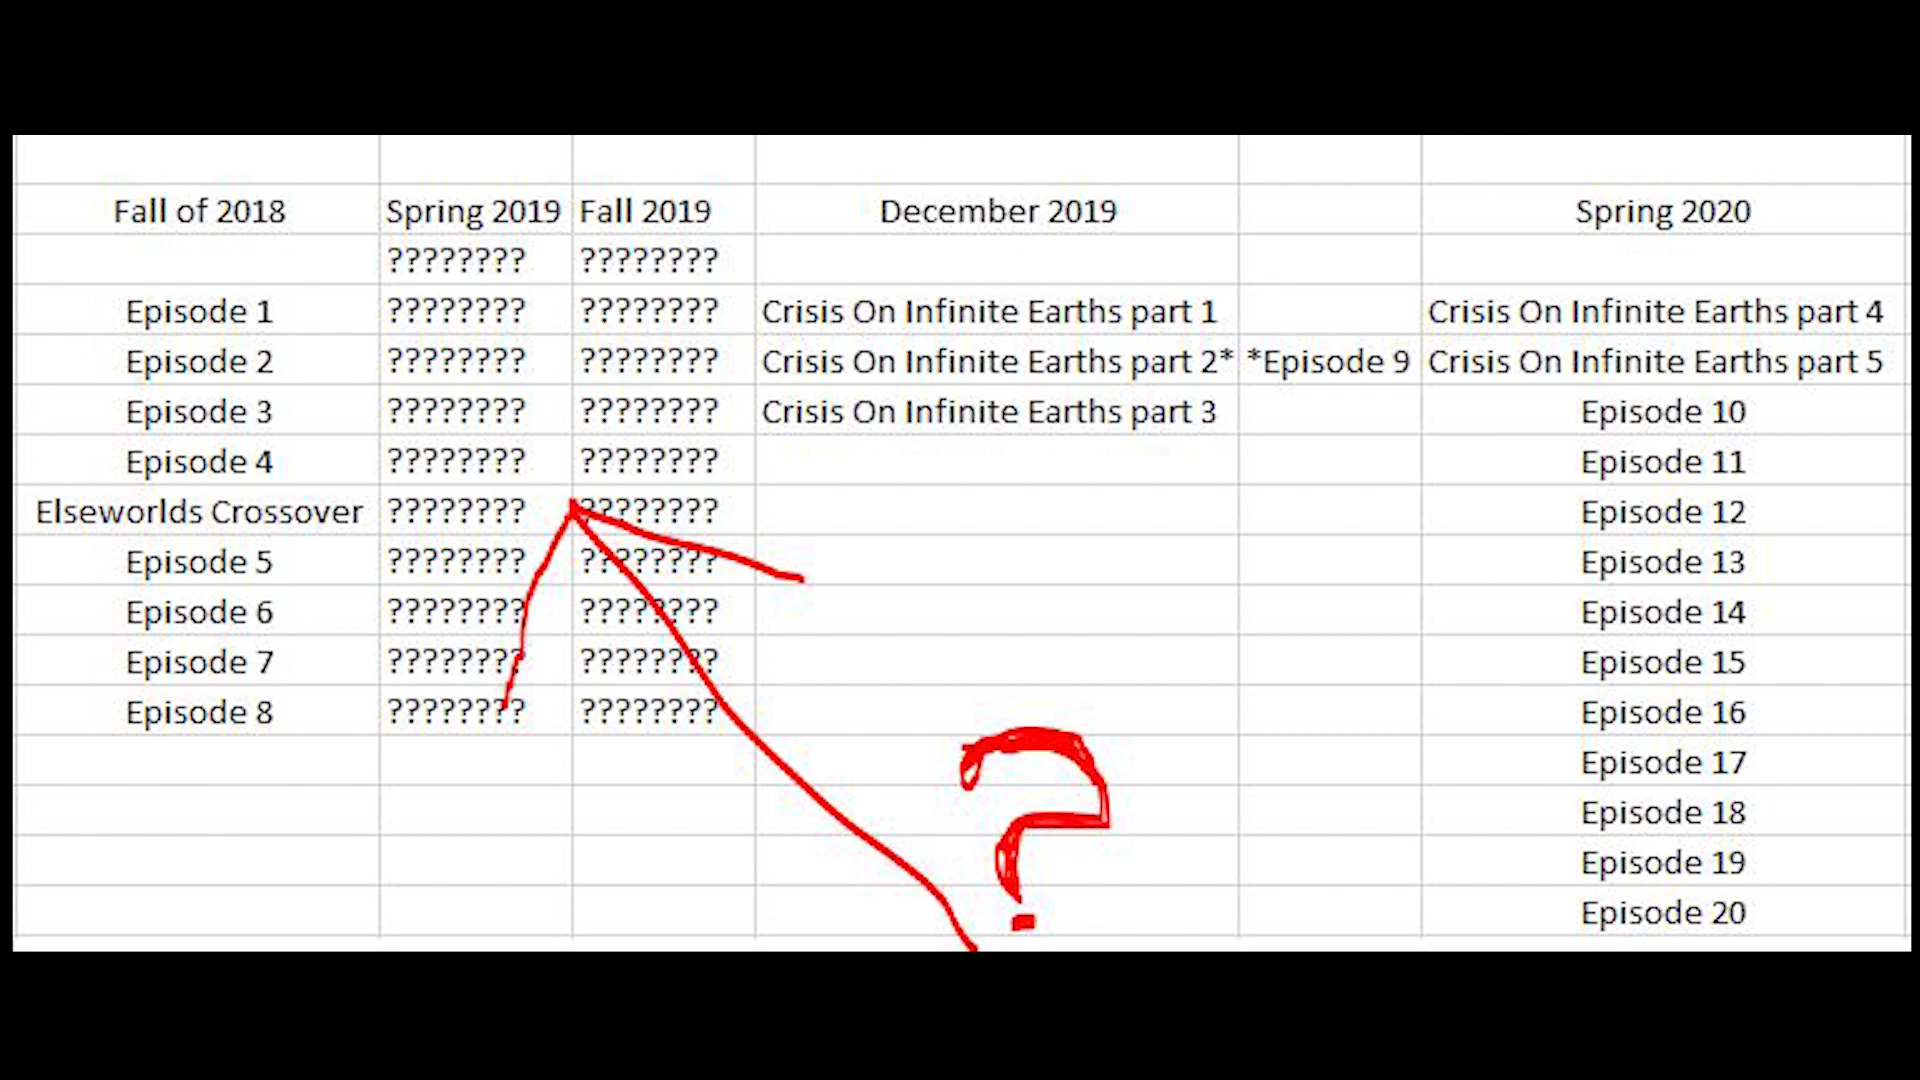 Fall of 2018 Spring 2019 Fall 2019 December 2019 Spring 2020
???????? ????????
Episode 1 ???????? ???????? Crisis On Infinite Earths part 1 Crisis On Infinite Earths part 4
Episode 2 ???????? ???????? Crisis On Infinite Earths part 2* *Episode 9 Crisis On Infinite Earths part 5
Episode 3 ???????? ???????? Crisis On Infinite Earths part 3 Episode 10
Episode 4 ???????? ???????? Episode 11
Elseworlds Crossover ???????? ???????? Episode 12
Episode 5 ???????? ???????? Episode 13
Episode 6 ???????? ???????? Episode 14
Episode 7 ???????? ???????? Episode 15
Episode 8 ???????? ???????? Episode 16
Episode 17
?
Episode 18
Episode 19
Episode 20